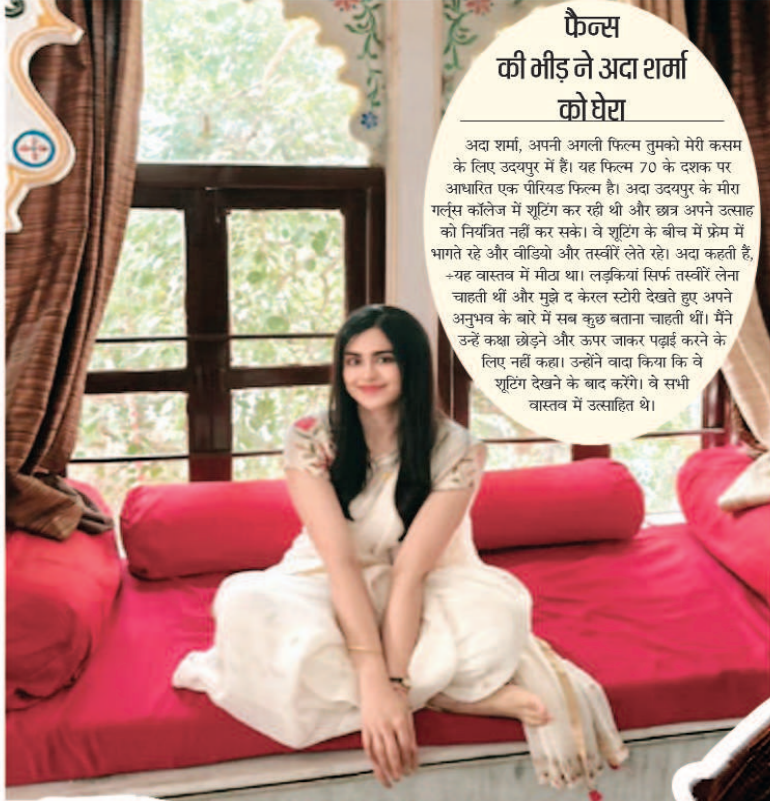 फैन्स
की भीड़ ने अदा शर्मा
को घेरा
अदा शर्मा, अपनी अगली फिल्म तुमको मेरी कसम
के लिए उदयपुर में हैं। यह फिल्म 70 के दशक पर
आधारित एक पीरियड फिल्म है। अदा उदयपुर के मीरा
गर्ल्स कॉलेज में शूटिंग कर रही थी और छात्र अपने उत्साह
को नियंत्रित नहीं कर सके। वे शूटिंग के बीच में फ्रेम में
भागते रहे और वीडियो और तस्वीरें लेते रहे। अदा कहती हैं,
÷यह वास्तव में मीठा था। लड़कियां सिर्फ तस्वीरें लेना
चाहती थीं और मुझे द केरल स्टोरी देखते हुए अपने
अनुभव के बारे में सब कुछ बताना चाहती थीं। मैंने
उन्हें कक्षा छोड़ने और ऊपर जाकर पढ़ाई करने के
लिए नहीं कहा। उन्होंने वादा किया कि वे
शूटिंग देखने के बाद करेंगे। वे सभी
वास्तव में उत्साहित थे।